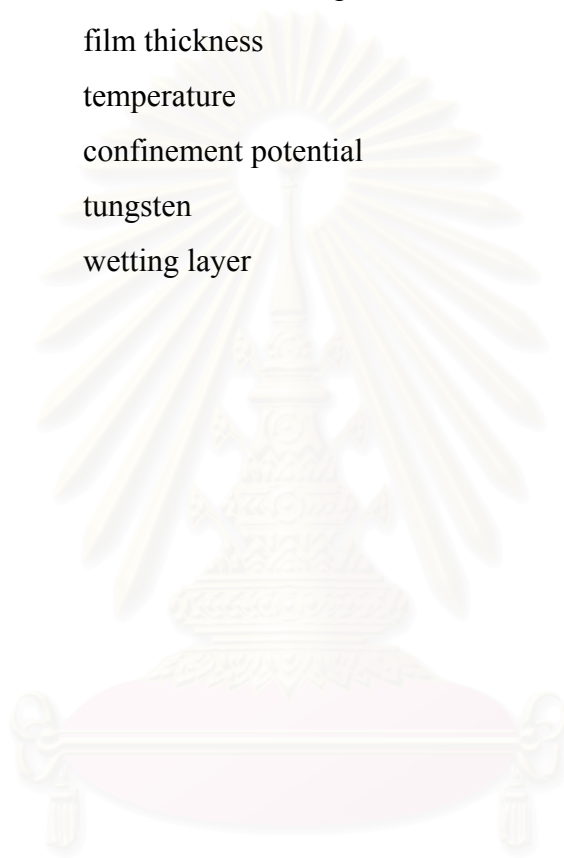 film thickness
temperature
confinement potential
tungsten
wetting layer